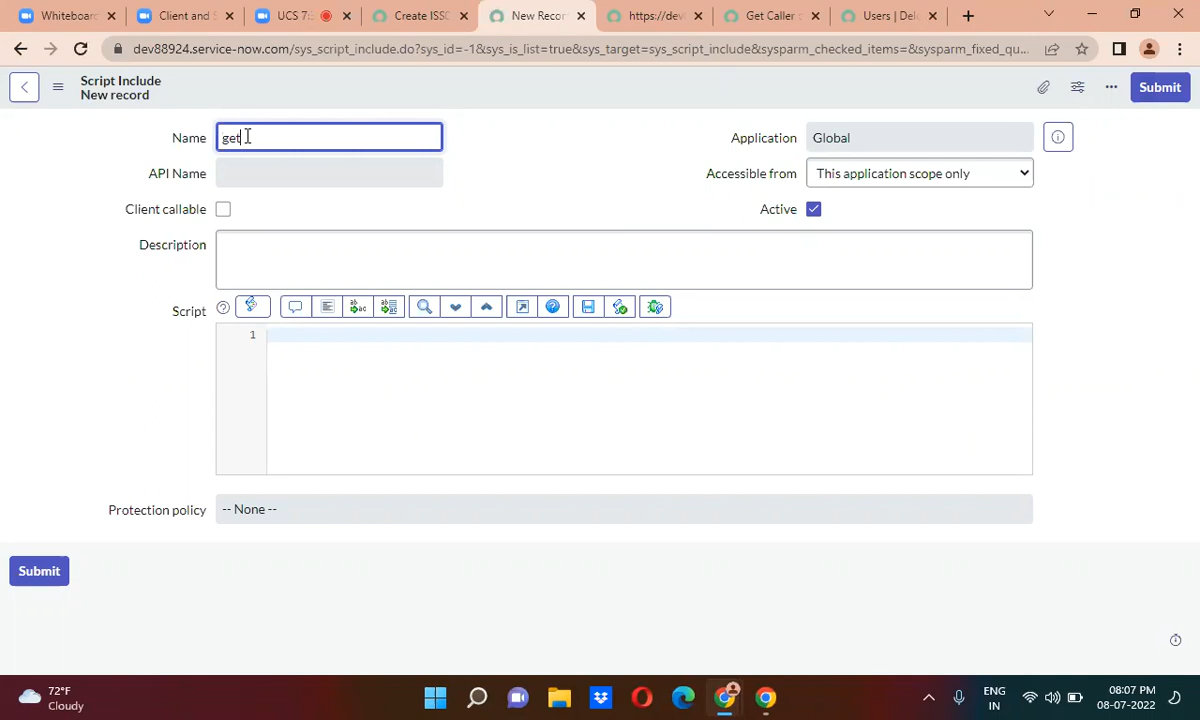 Whiteboard
Client and S
UCS 7:3
Create ISSC
New Recor
https://dev
Get Caller
Users | Del
dev88924.service-now.com/sys_script_include.do?sys_id=-1&sys_is_list=true&sys_target=sys_script_include&sysparm_checked_items=&sysparm_fixed_qu...
Script Include
New record
Submit
Name
get
Application
Global
API Name
Accessible from
This application scope only
Client callable
Active
Description
Script
1
Protection policy
-- None --
Submit
72°F
Cloudy
ENG
IN
08:07 PM
08-07-2022